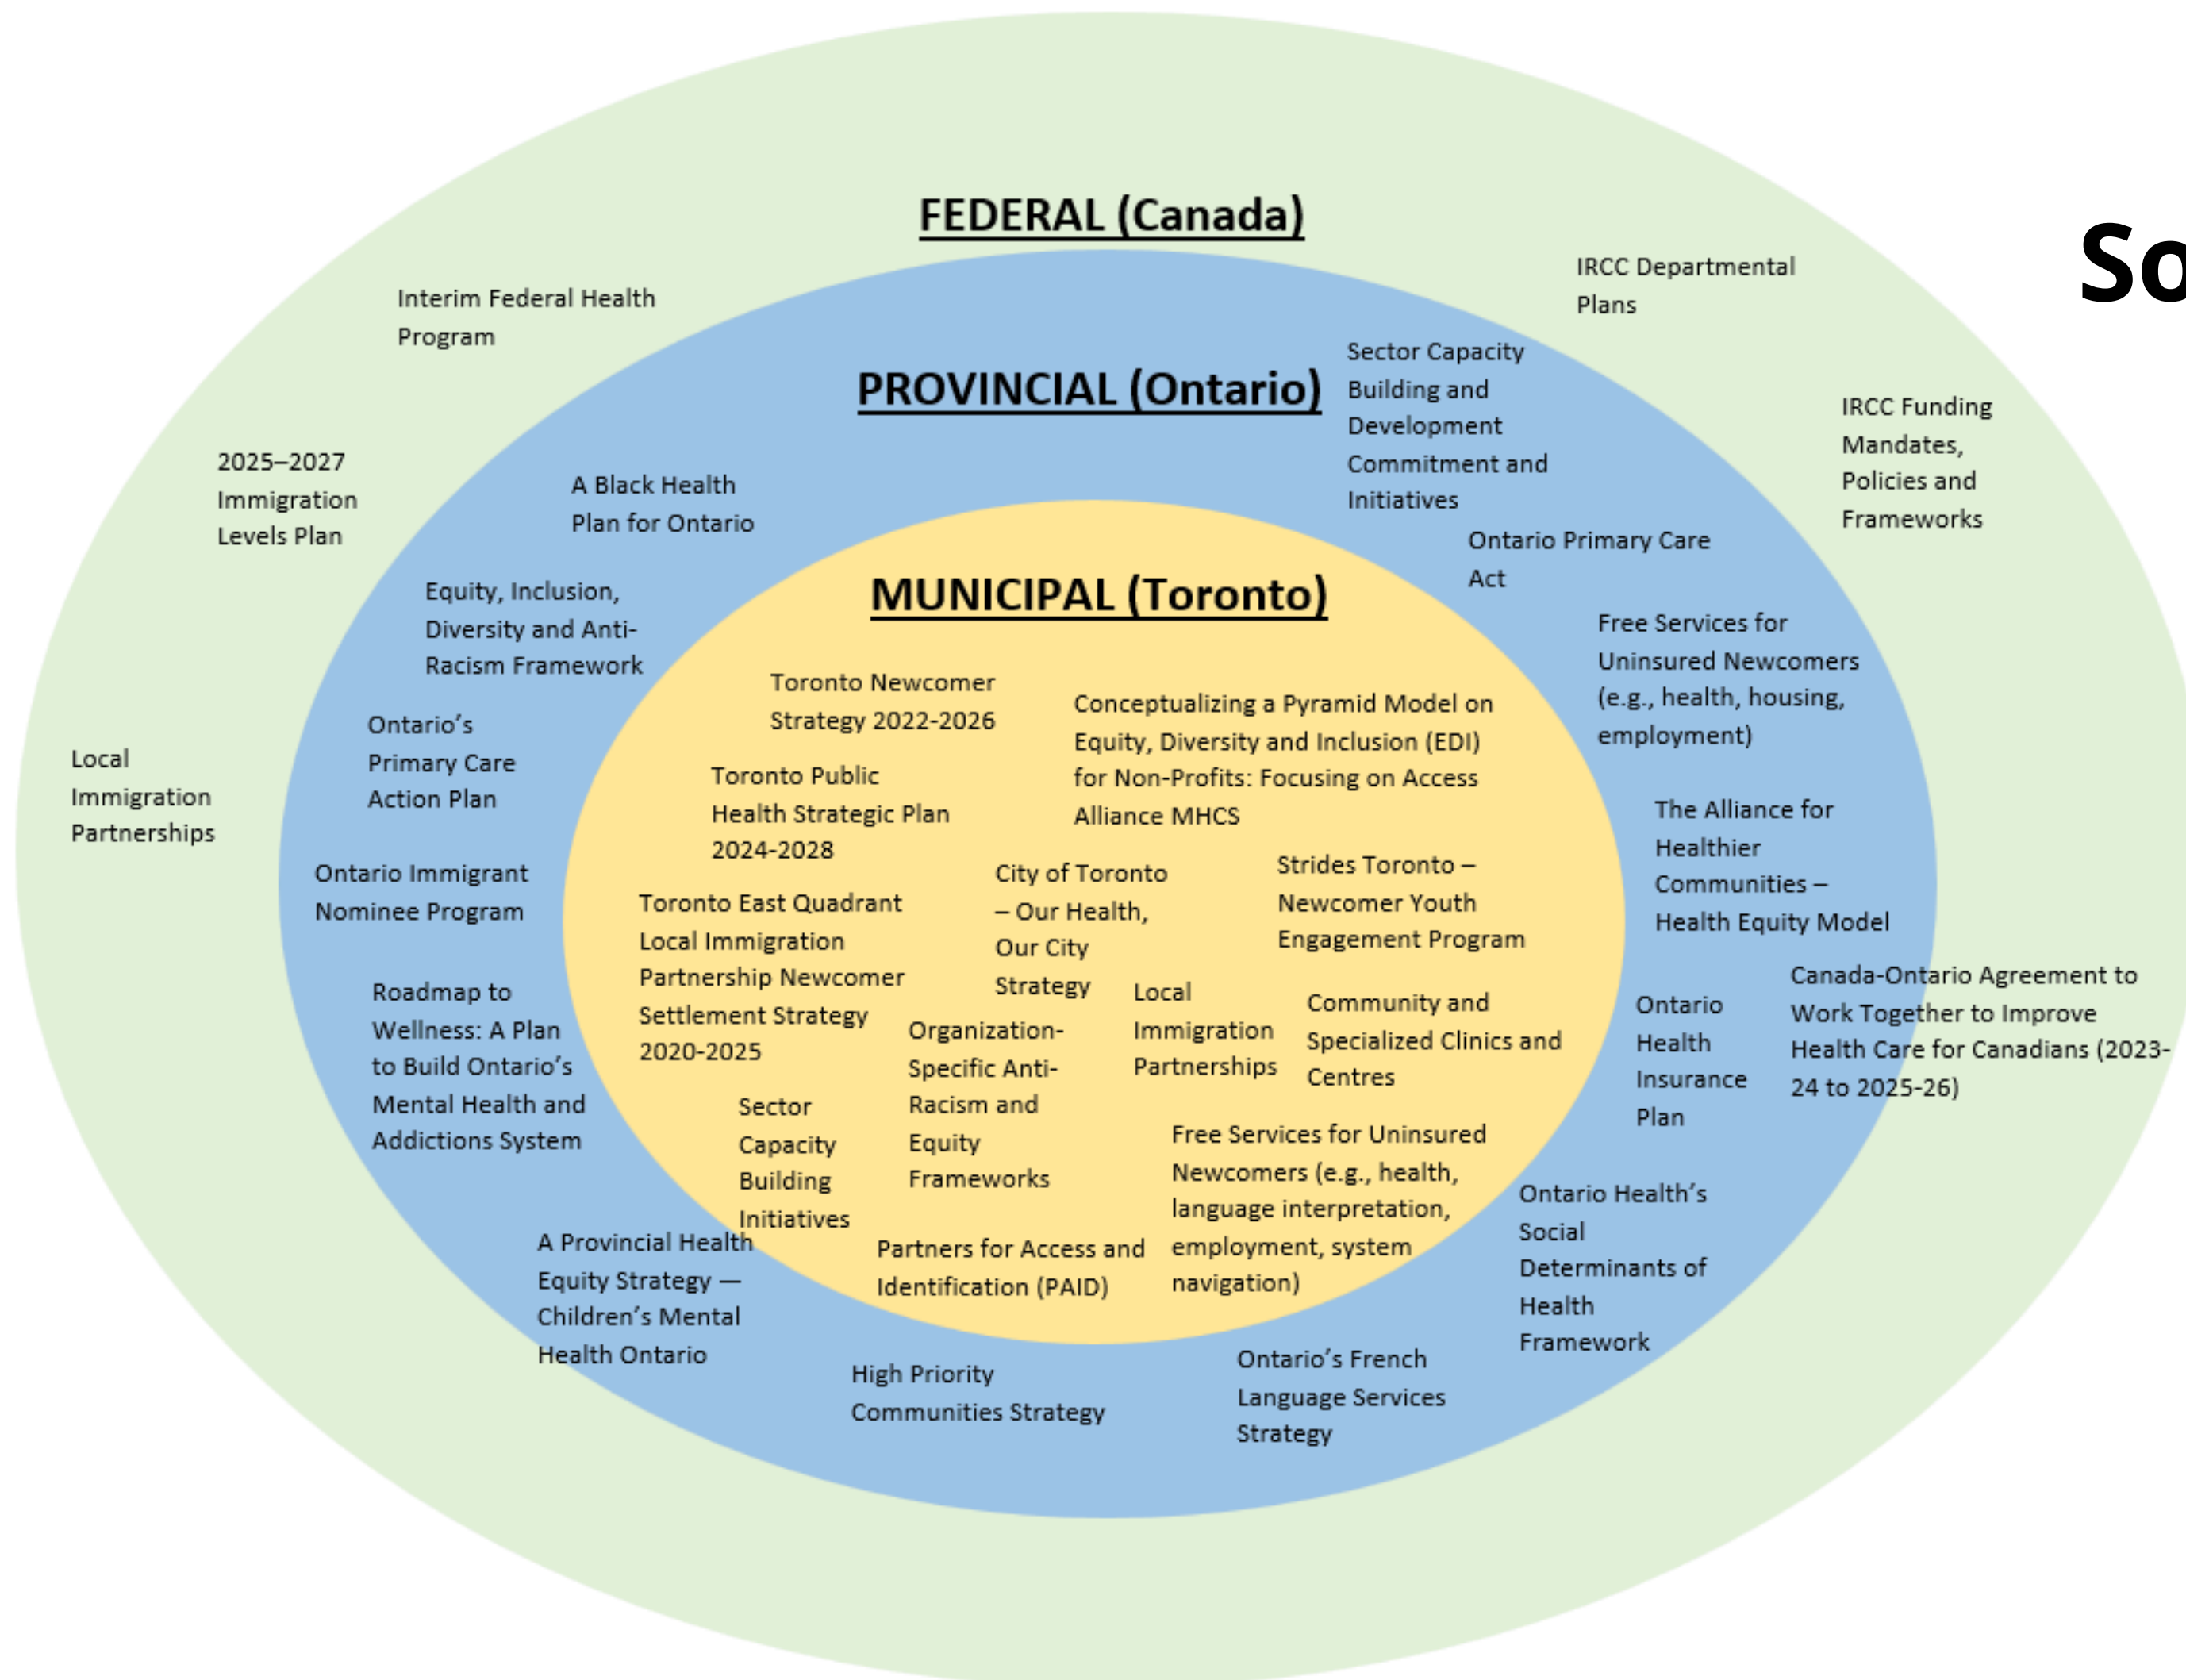 FEDERAL (Canada)
So
Interim Federal Health
Program
IRCC Departmental
Plans
IRCC Funding
Mandates,
Policies and
Frameworks
2025–2027
Immigration
Levels Plan
Local
Immigration
Partnerships
PROVINCIAL (Ontario)
Sector Capacity
Building and
Development
Commitment and
Initiatives
A Black Health
Plan for Ontario
Ontario Primary Care
Act
Equity, Inclusion,
Diversity and Anti-
Racism Framework
Free Services for
Uninsured Newcomers
(e.g., health, housing,
employment)
Ontario’s
Primary Care
Action Plan
The Alliance for
Healthier
Communities –
Health Equity Model
Ontario Immigrant
Nominee Program
Canada-Ontario Agreement to
Work Together to Improve
Health Care for Canadians (2023-
24 to 2025-26)
Ontario
Health
Insurance
Plan
Roadmap to
Wellness: A Plan
to Build Ontario’s
Mental Health and
Addictions System
Ontario Health’s
Social
Determinants of
Health
Framework
A Provincial Health
Equity Strategy —
Children’s Mental
Health Ontario
High Priority
Communities Strategy
Ontario’s French
Language Services
Strategy
MUNICIPAL (Toronto)
Toronto Newcomer
Strategy 2022-2026
Conceptualizing a Pyramid Model on
Equity, Diversity and Inclusion (EDI)
for Non-Profits: Focusing on Access
Alliance MHCS
Toronto Public
Health Strategic Plan
2024-2028
City of Toronto
– Our Health,
Our City
Strategy
Strides Toronto –
Newcomer Youth
Engagement Program
Toronto East Quadrant
Local Immigration
Partnership Newcomer
Settlement Strategy
2020-2025
Local
Immigration
Partnerships
Community and
Specialized Clinics and
Centres
Organization-
Specific Anti-
Racism and
Equity
Frameworks
Sector
Capacity
Building
Initiatives
Free Services for Uninsured
Newcomers (e.g., health,
language interpretation,
employment, system
navigation)
Partners for Access and
Identification (PAID)